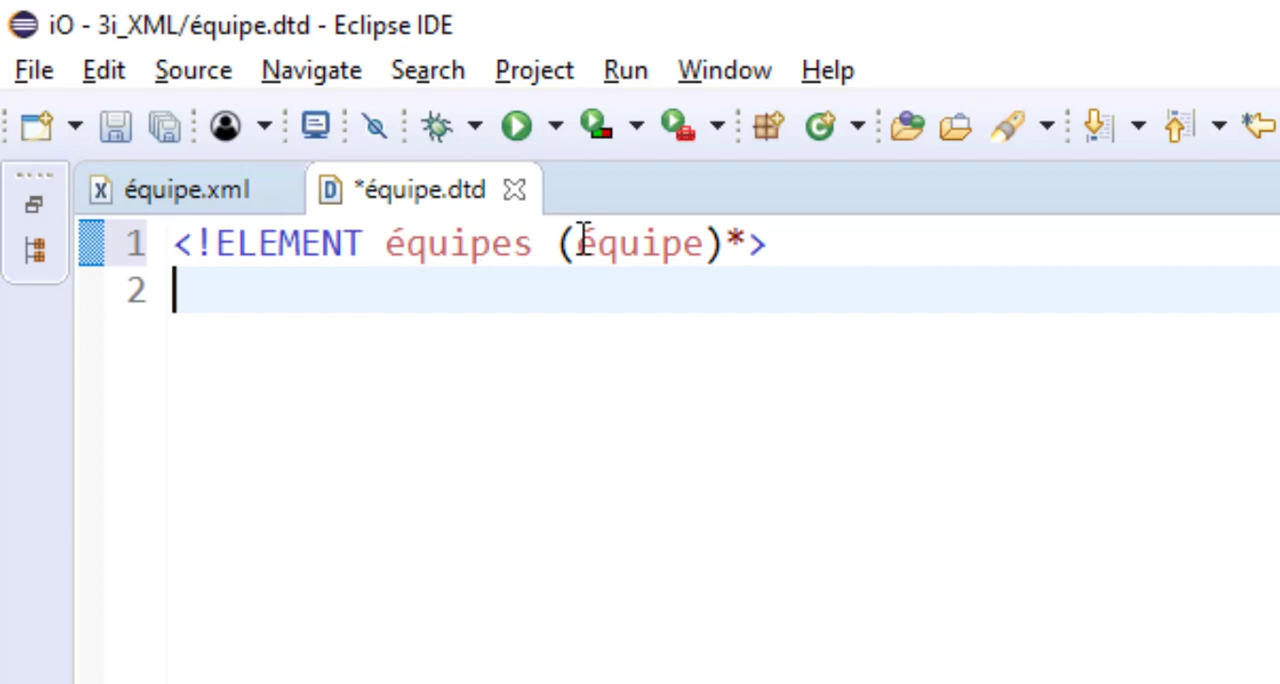 iO - 3i_XML/équipe.dtd - Eclipse IDE
File Edit Source Navigate Search Project Run Window Help
équipe.xml *équipe.dtd
1 <!ELEMENT équipes (équipe)*>
2